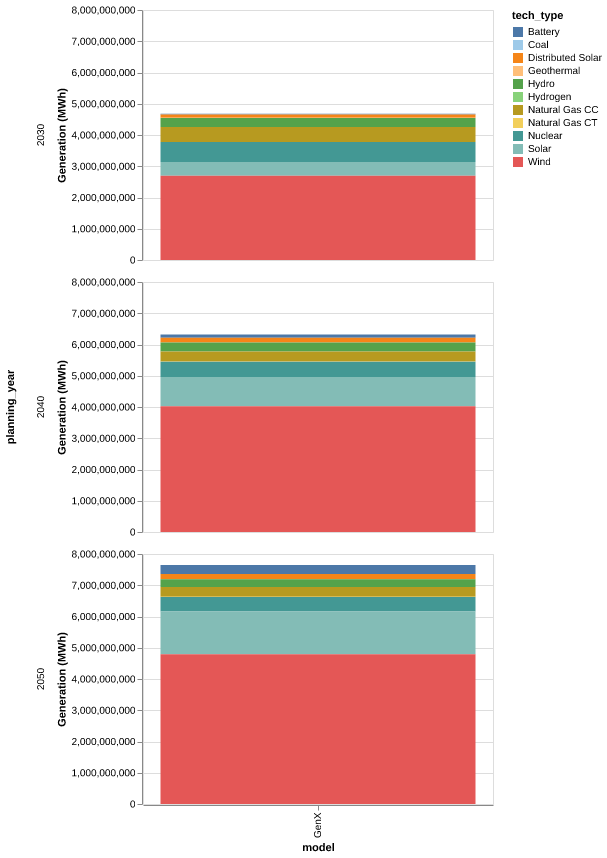 tech_type
Battery
Coal
Distributed Solar
Geothermal
Hydro
Hydrogen
Natural Gas CC
Natural Gas CT
Nuclear
Solar
Wind
planning_year
2030
Generation (MWh)
8,000,000,000
7,000,000,000
6,000,000,000
5,000,000,000
4,000,000,000
3,000,000,000
2,000,000,000
1,000,000,000
0
2040
Generation (MWh)
8,000,000,000
7,000,000,000
6,000,000,000
5,000,000,000
4,000,000,000
3,000,000,000
2,000,000,000
1,000,000,000
0
2050
Generation (MWh)
8,000,000,000
7,000,000,000
6,000,000,000
5,000,000,000
4,000,000,000
3,000,000,000
2,000,000,000
1,000,000,000
0
GenX
model